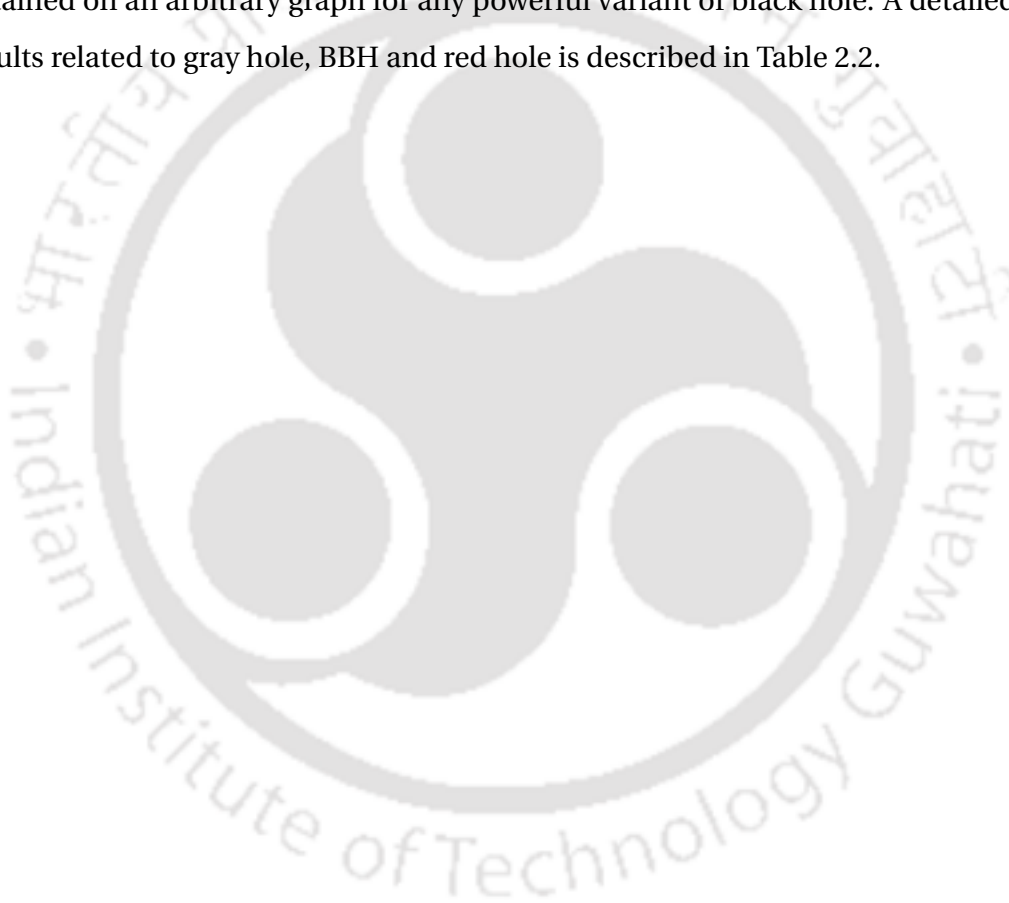 tained on an arbitrary graph for any powerful variant of black hole. A detailed
ults related to gray hole, BBH and red hole is described in Table 2.2.
Indian Institute of Technology Guwahati